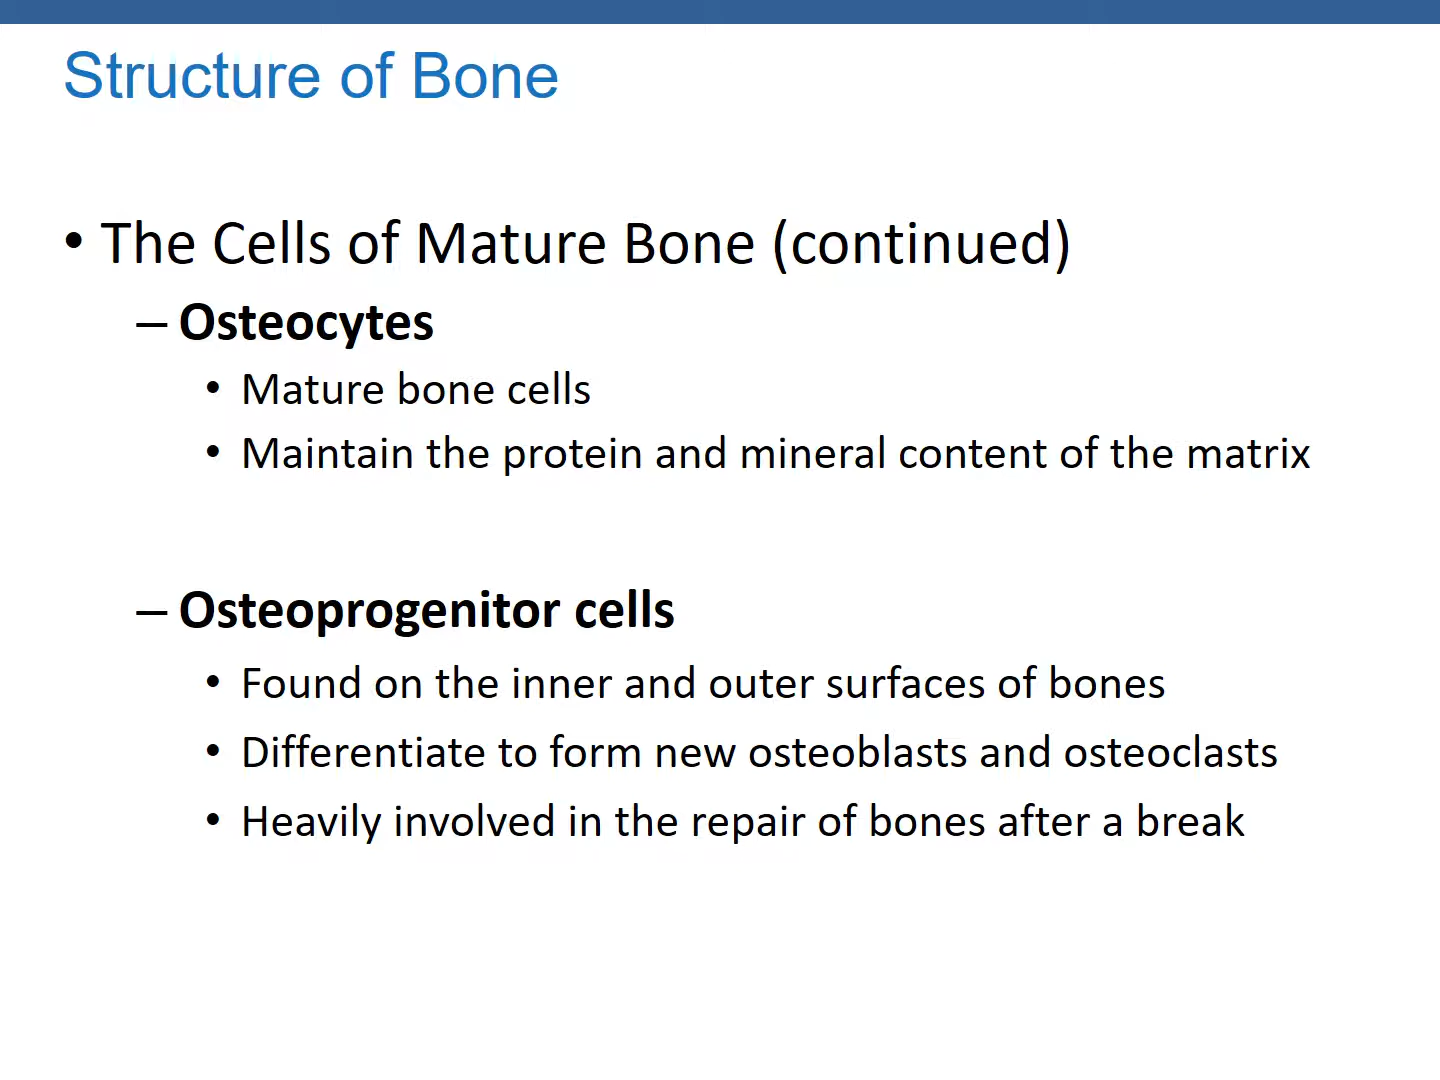 Structure of Bone
• The Cells of Mature Bone (continued)
– Osteocytes
• Mature bone cells
• Maintain the protein and mineral content of the matrix
– Osteoprogenitor cells
• Found on the inner and outer surfaces of bones
• Differentiate to form new osteoblasts and osteoclasts
• Heavily involved in the repair of bones after a break